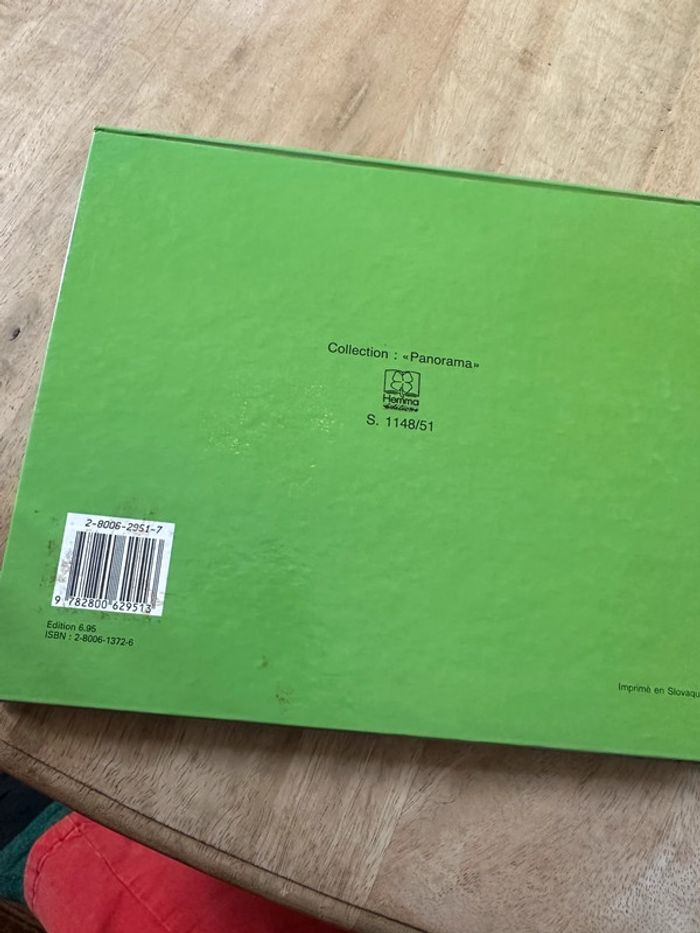 Collection : «Panorama»
Hemma
éditions
S. 1148/51
2-8006-2951-7
9 782800 629513
Edition 6.95
ISBN : 2-8006-1372-6
Imprimé en Slovaqu